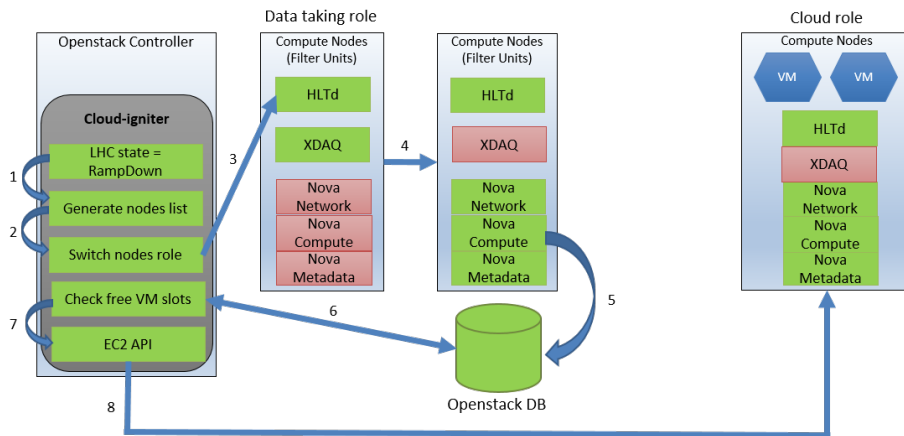 Data taking role
Cloud role
Openstack Controller
Cloud-igniter
LHC state =
RampDown
Generate nodes list
Switch nodes role
Check free VM slots
EC2 API
1
2
7
8
3
Compute Nodes
(Filter Units)
HLTd
XDAQ
Nova
Network
Nova
Compute
Nova
Metadata
4
Compute Nodes
(Filter Units)
HLTd
XDAQ
Nova
Network
Nova
Compute
Nova
Metadata
5
6
Openstack DB
Compute Nodes
VM
VM
HLTd
XDAQ
Nova
Network
Nova
Compute
Nova
Metadata